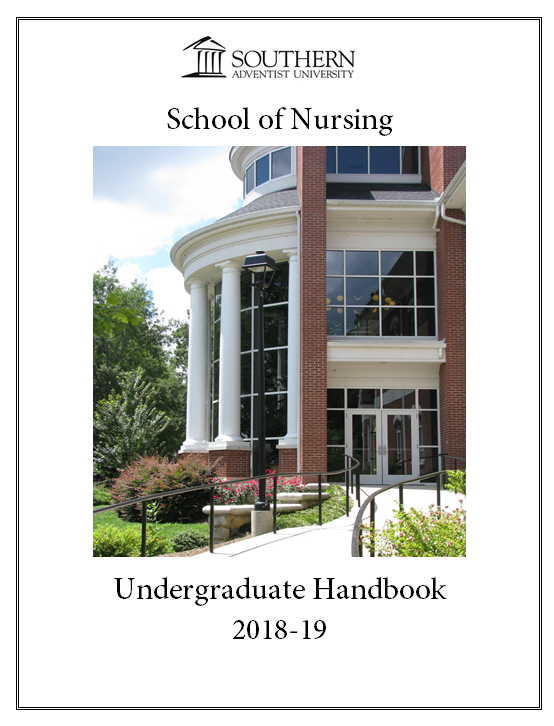 SOUTHERN
ADVENTIST UNIVERSITY
School of Nursing
Undergraduate Handbook
2018-19